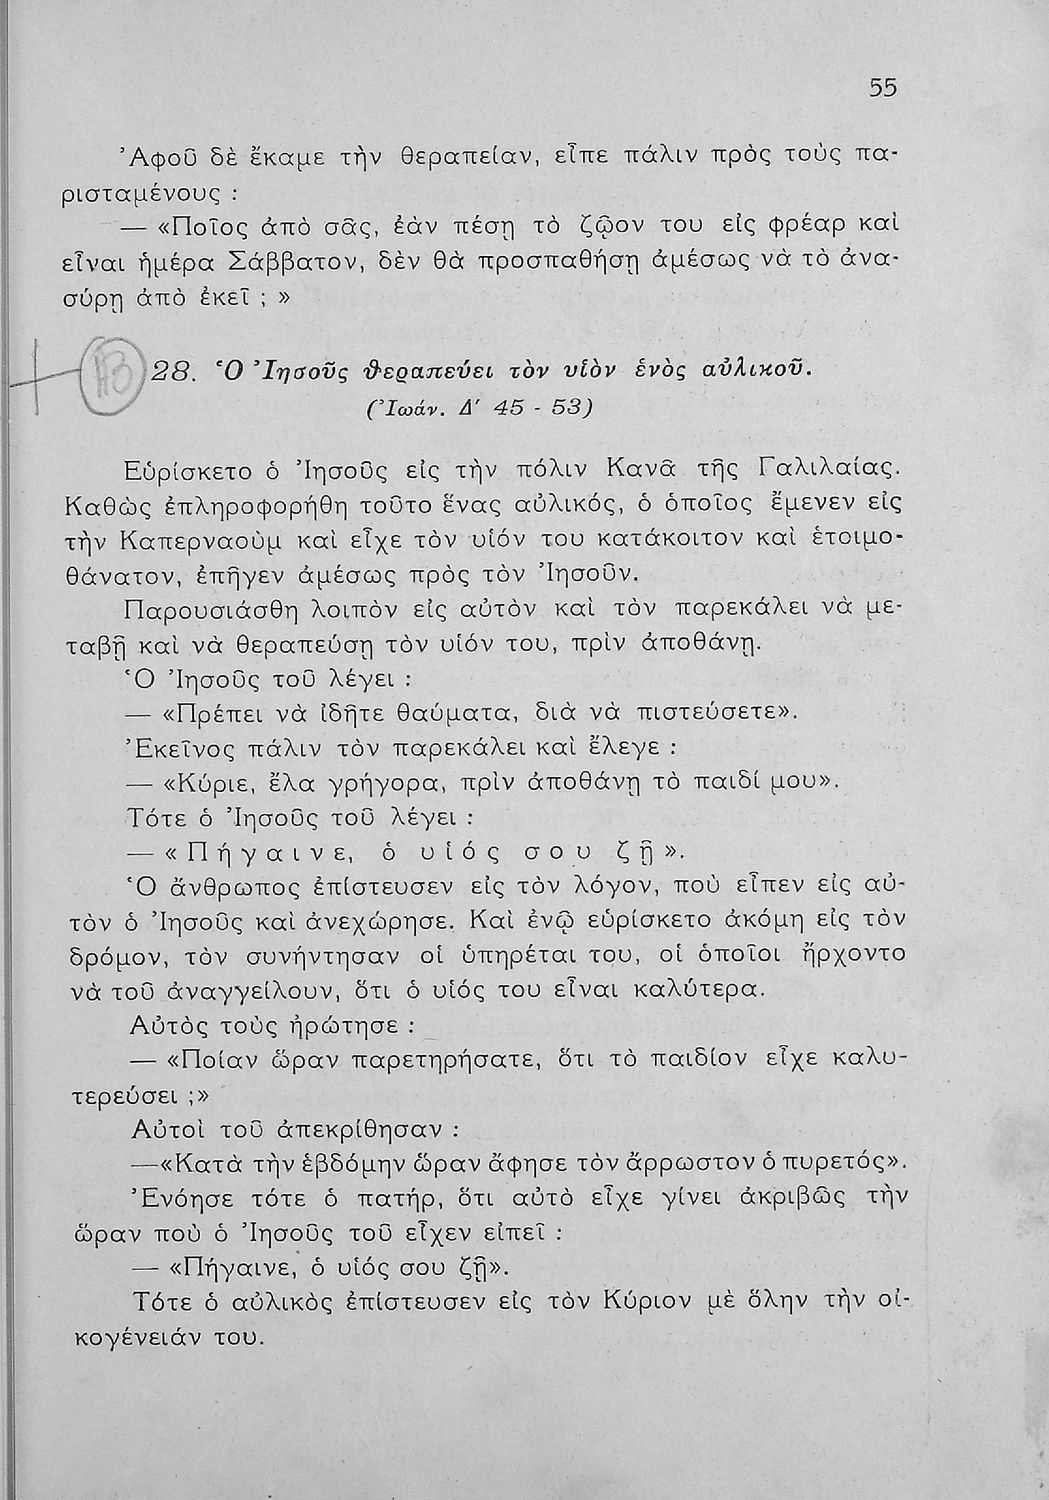 55
Ἀφοῦ δὲ ἔκαμε τὴν θεραπείαν, εἶπε πάλιν πρὸς τοὺς πα-
ρισταμένους :
— «Ποῖος ἀπὸ σᾶς, ἐὰν πέσῃ τὸ ζῷον του εἰς φρέαρ καὶ
εἶναι ἡμέρα Σάββατον, δὲν θὰ προσπαθήσῃ ἀμέσως νὰ τὸ ἀνα-
σύρῃ ἀπὸ ἐκεῖ ; »
28. Ὁ Ἰησοῦς θεραπεύει τὸν υἱὸν ἑνὸς αὐλικοῦ.
(Ἰωάν. Δ' 45 - 53)
Εὑρίσκετο ὁ Ἰησοῦς εἰς τὴν πόλιν Κανᾶ τῆς Γαλιλαίας.
Καθὼς ἐπληροφορήθη τοῦτο ἕνας αὐλικός, ὁ ὁποῖος ἔμενεν εἰς
τὴν Καπερναοὺμ καὶ εἶχε τὸν υἱόν του κατάκοιτον καὶ ἑτοιμο-
θάνατον, ἐπῆγεν ἀμέσως πρὸς τὸν Ἰησοῦν.
Παρουσιάσθη λοιπὸν εἰς αὐτὸν καὶ τὸν παρεκάλει νὰ με-
ταβῇ καὶ νὰ θεραπεύσῃ τὸν υἱόν του, πρὶν ἀποθάνῃ.
Ὁ Ἰησοῦς τοῦ λέγει :
— «Πρέπει νὰ ἰδῆτε θαύματα, διὰ νὰ πιστεύσετε».
Ἐκεῖνος πάλιν τὸν παρεκάλει καὶ ἔλεγε :
— «Κύριε, ἔλα γρήγορα, πρὶν ἀποθάνῃ τὸ παιδί μου».
Τότε ὁ Ἰησοῦς τοῦ λέγει :
— « Π ή γ α ι ν ε, ὁ υ ἱ ό ς σ ο υ ζ ῇ ».
Ὁ ἄνθρωπος ἐπίστευσεν εἰς τὸν λόγον, ποὺ εἶπεν εἰς αὐ-
τὸν ὁ Ἰησοῦς καὶ ἀνεχώρησε. Καὶ ἐνῷ εὑρίσκετο ἀκόμη εἰς τὸν
δρόμον, τὸν συνήντησαν οἱ ὑπηρέται του, οἱ ὁποῖοι ἤρχοντο
νὰ τοῦ ἀναγγείλουν, ὅτι ὁ υἱός του εἶναι καλύτερα.
Αὐτὸς τοὺς ἠρώτησε :
— «Ποίαν ὥραν παρετηρήσατε, ὅτι τὸ παιδίον εἶχε καλυ-
τερεύσει ;»
Αὐτοὶ τοῦ ἀπεκρίθησαν :
—«Κατὰ τὴν ἑβδόμην ὥραν ἄφησε τὸν ἄρρωστον ὁ πυρετός».
Ἐνόησε τότε ὁ πατήρ, ὅτι αὐτὸ εἶχε γίνει ἀκριβῶς τὴν
ὥραν ποὺ ὁ Ἰησοῦς τοῦ εἶχεν εἰπεῖ :
— «Πήγαινε, ὁ υἱός σου ζῇ».
Τότε ὁ αὐλικὸς ἐπίστευσεν εἰς τὸν Κύριον μὲ ὅλην τὴν οἰ-
κογένειάν του.